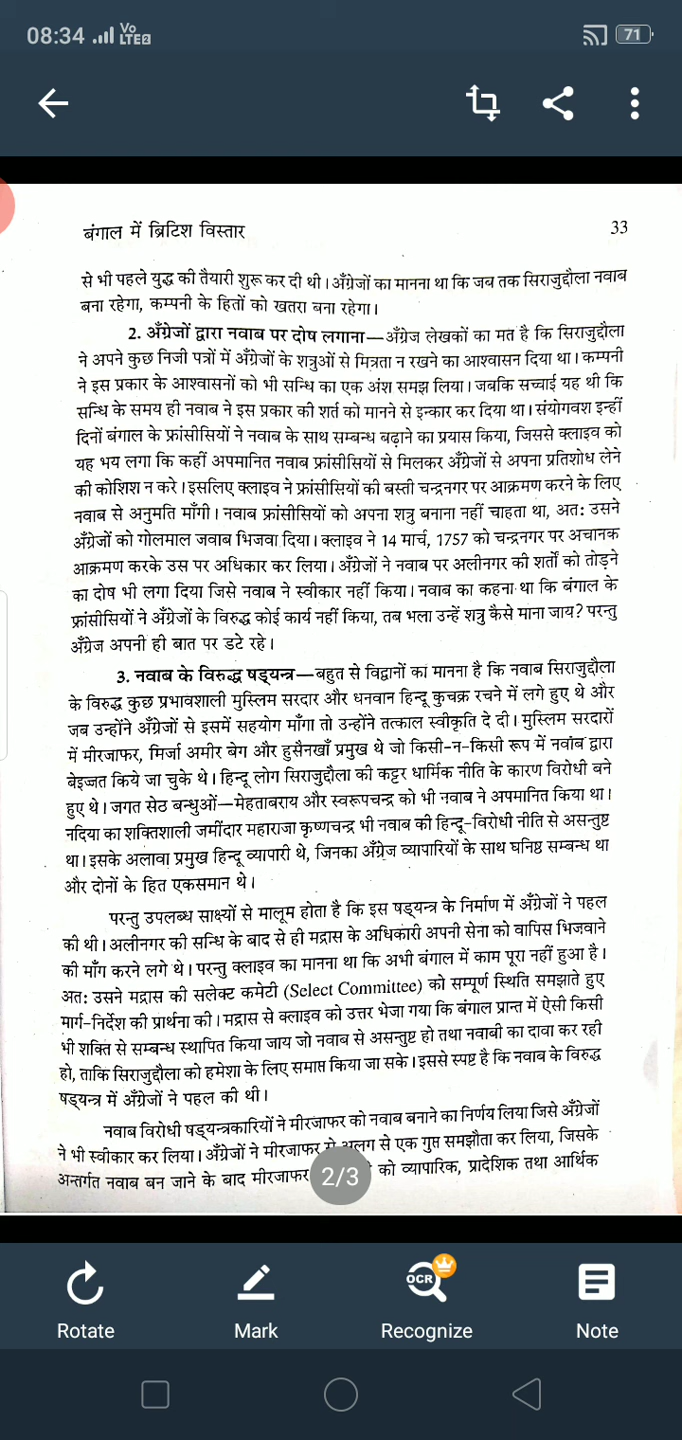 08:34 Vo LTE2 71
बंगाल में ब्रिटिश विस्तार 33
से भी पहले युद्ध की तैयारी शुरू कर दी थी। अँग्रेजों का मानना था कि जब तक सिराजुद्दौला नवाब
बना रहेगा, कम्पनी के हितों को खतरा बना रहेगा।
2. अँग्रेजों द्वारा नवाब पर दोष लगाना—अँग्रेज लेखकों का मत है कि सिराजुद्दौला
ने अपने कुछ निजी पत्रों में अँग्रेजों के शत्रुओं से मित्रता न रखने का आश्वासन दिया था। कम्पनी
ने इस प्रकार के आश्वासनों को भी सन्धि का एक अंश समझ लिया। जबकि सच्चाई यह थी कि
सन्धि के समय ही नवाब ने इस प्रकार की शर्त को मानने से इन्कार कर दिया था। संयोगवश इन्हीं
दिनों बंगाल के फ्रांसीसियों ने नवाब के साथ सम्बन्ध बढ़ाने का प्रयास किया, जिससे क्लाइव को
यह भय लगा कि कहीं अपमानित नवाब फ्रांसीसियों से मिलकर अँग्रेजों से अपना प्रतिशोध लेने
की कोशिश न करे। इसलिए क्लाइव ने फ्रांसीसियों की बस्ती चन्द्रनगर पर आक्रमण करने के लिए
नवाब से अनुमति माँगी। नवाब फ्रांसीसियों को अपना शत्रु बनाना नहीं चाहता था, अतः उसने
अँग्रेजों को गोलमाल जवाब भिजवा दिया। क्लाइव ने 14 मार्च, 1757 को चन्द्रनगर पर अचानक
आक्रमण करके उस पर अधिकार कर लिया। अँग्रेजों ने नवाब पर अलीनगर की शर्तों को तोड़ने
का दोष भी लगा दिया जिसे नवाब ने स्वीकार नहीं किया। नवाब का कहना था कि बंगाल के
फ्रांसीसियों ने अँग्रेजों के विरुद्ध कोई कार्य नहीं किया, तब भला उन्हें शत्रु कैसे माना जाय? परन्तु
अँग्रेज अपनी ही बात पर डटे रहे।
3. नवाब के विरुद्ध षड्यन्त्र—बहुत से विद्वानों का मानना है कि नवाब सिराजुद्दौला
के विरुद्ध कुछ प्रभावशाली मुस्लिम सरदार और धनवान हिन्दू कुचक्र रचने में लगे हुए थे और
जब उन्होंने अँग्रेजों से इसमें सहयोग माँगा तो उन्होंने तत्काल स्वीकृति दे दी। मुस्लिम सरदारों
में मीरजाफर, मिर्जा अमीर बेग और हुसैनखाँ प्रमुख थे जो किसी-न-किसी रूप में नवाब द्वारा
बेइज्जत किये जा चुके थे। हिन्दू लोग सिराजुद्दौला की कट्टर धार्मिक नीति के कारण विरोधी बने
हुए थे। जगत सेठ बन्धुओं—मेहताबराय और स्वरूपचन्द्र को भी नवाब ने अपमानित किया था।
नदिया का शक्तिशाली जमींदार महाराजा कृष्णचन्द्र भी नवाब की हिन्दू-विरोधी नीति से असन्तुष्ट
था। इसके अलावा प्रमुख हिन्दू व्यापारी थे, जिनका अँग्रेज व्यापारियों के साथ घनिष्ठ सम्बन्ध था
और दोनों के हित एकसमान थे।
परन्तु उपलब्ध साक्ष्यों से मालूम होता है कि इस षड्यन्त्र के निर्माण में अँग्रेजों ने पहल
की थी। अलीनगर की सन्धि के बाद से ही मद्रास के अधिकारी अपनी सेना को वापिस भिजवाने
की माँग करने लगे थे। परन्तु क्लाइव का मानना था कि अभी बंगाल में काम पूरा नहीं हुआ है।
अतः उसने मद्रास की सलेक्ट कमेटी (Select Committee) को सम्पूर्ण स्थिति समझाते हुए
मार्ग-निर्देश की प्रार्थना की। मद्रास से क्लाइव को उत्तर भेजा गया कि बंगाल प्रान्त में ऐसी किसी
भी शक्ति से सम्बन्ध स्थापित किया जाय जो नवाब से असन्तुष्ट हो तथा नवाबी का दावा कर रही
हो, ताकि सिराजुद्दौला को हमेशा के लिए समाप्त किया जा सके। इससे स्पष्ट है कि नवाब के विरुद्ध
षड्यन्त्र में अँग्रेजों ने पहल की थी।
नवाब विरोधी षड्यन्त्रकारियों ने मीरजाफर को नवाब बनाने का निर्णय लिया जिसे अँग्रेजों
ने भी स्वीकार कर लिया। अँग्रेजों ने मीरजाफर से अलग से एक गुप्त समझौता कर लिया, जिसके
अन्तर्गत नवाब बन जाने के बाद मीरजाफर को व्यापारिक, प्रादेशिक तथा आर्थिक
2/3
OCR
Rotate Mark Recognize Note